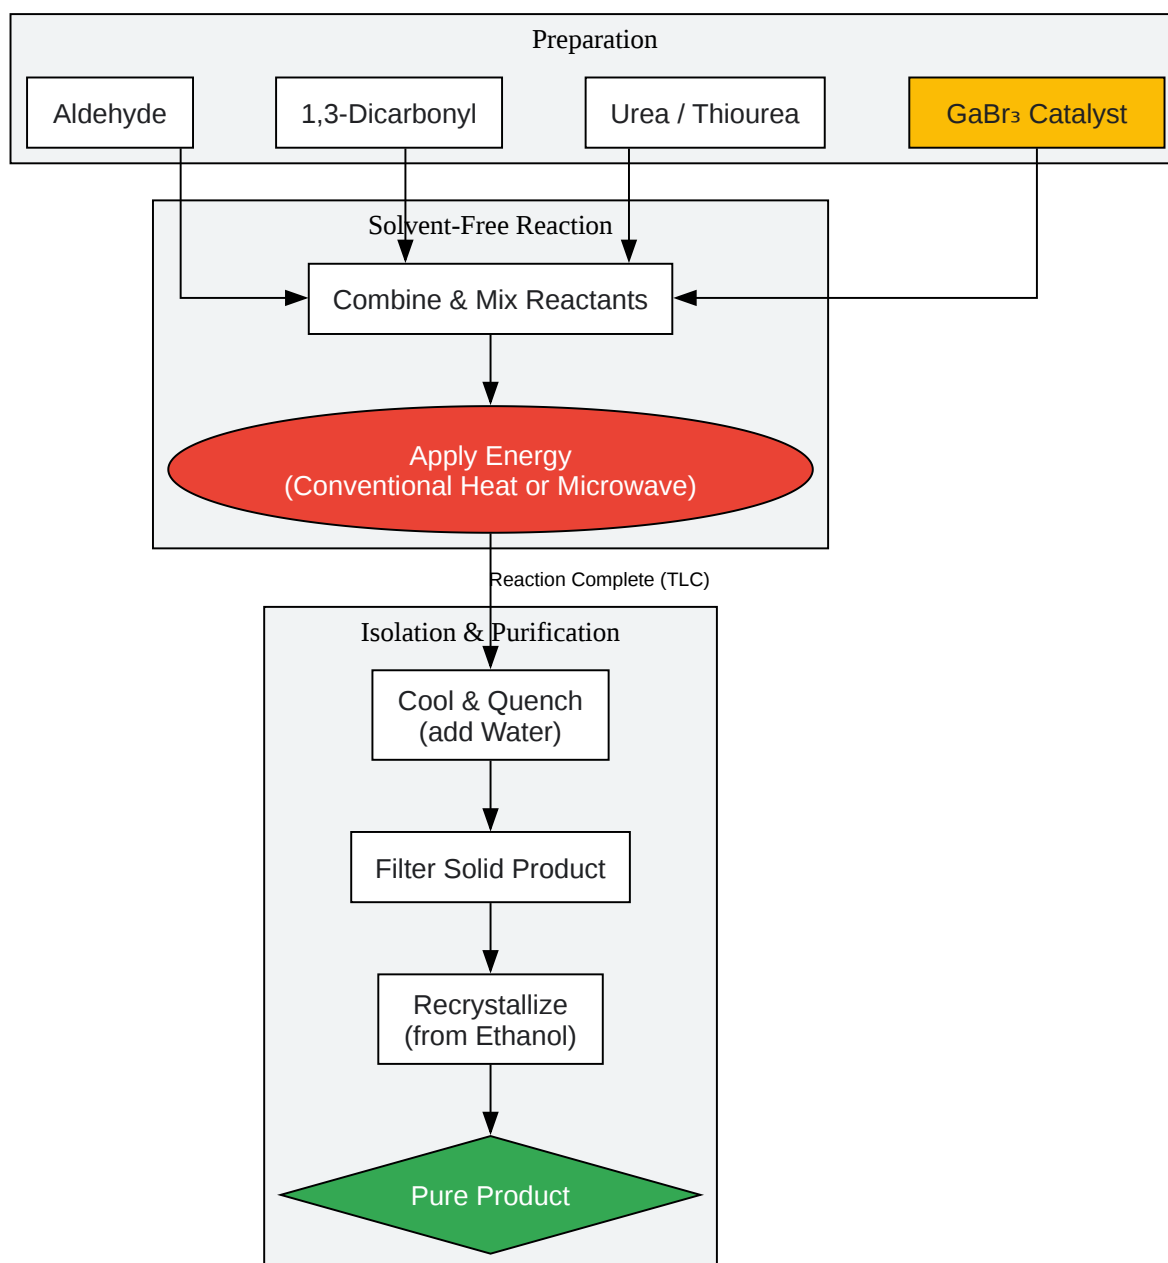 Preparation
Aldehyde
1,3-Dicarbonyl
Urea / Thiourea
GaBr₃ Catalyst
Solvent-Free Reaction
Combine & Mix Reactants
Apply Energy
(Conventional Heat or Microwave)
Reaction Complete (TLC)
Isolation & Purification
Cool & Quench
(add Water)
Filter Solid Product
Recrystallize
(from Ethanol)
Pure Product